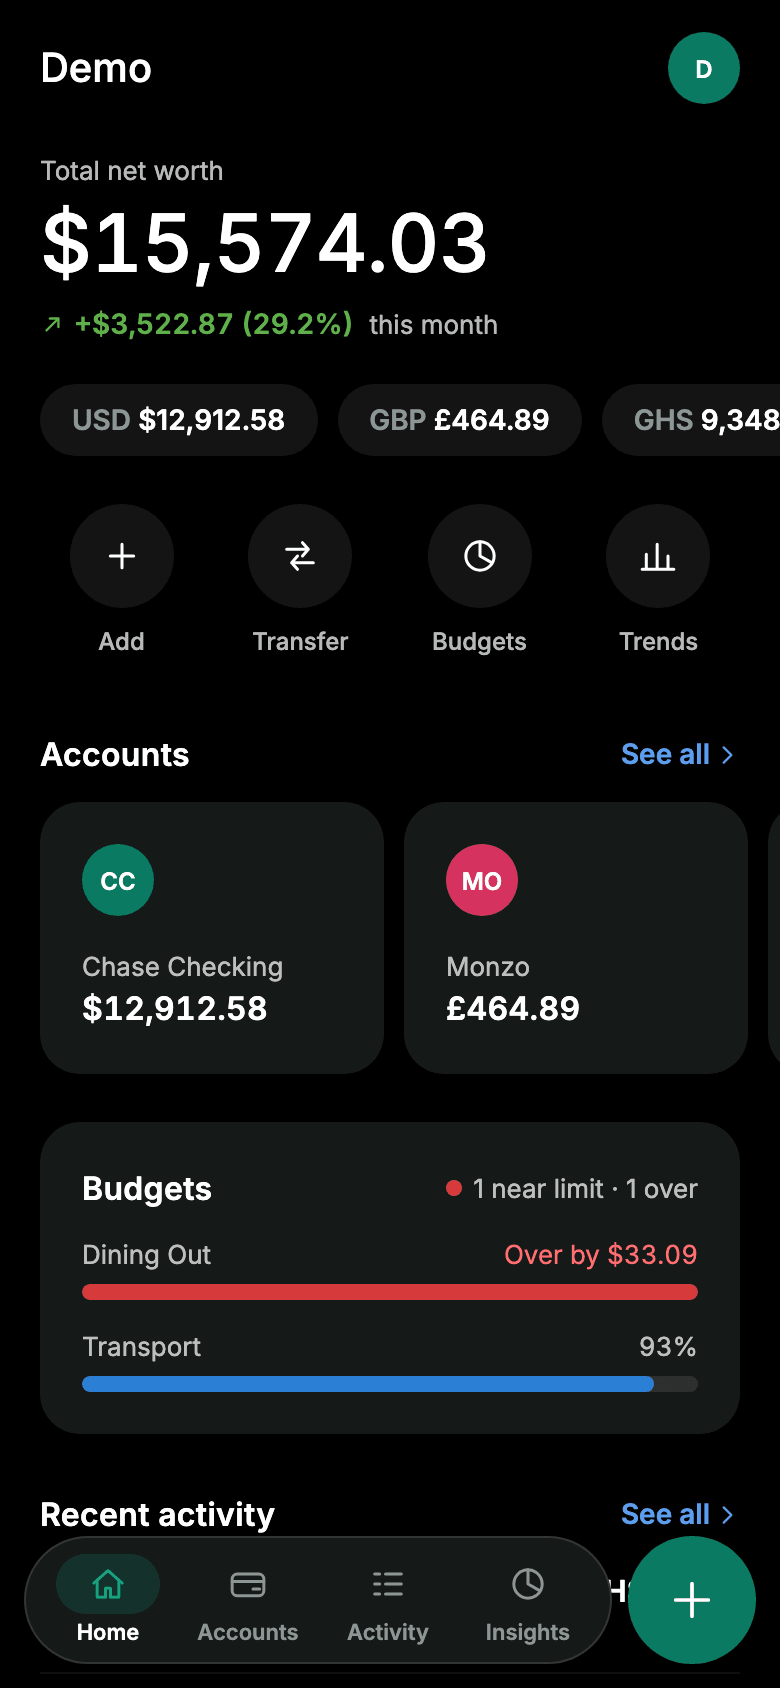 Demo
D
Total net worth
$15,574.03
+$3,522.87 (29.2%) this month
USD $12,912.58
GBP £464.89
GHS 9,348
Add
Transfer
Budgets
Trends
Accounts
See all
CC
Chase Checking
$12,912.58
MO
Monzo
£464.89
Budgets
1 near limit · 1 over
Dining Out
Over by $33.09
Transport
93%
Recent activity
See all
Home
Accounts
Activity
Insights